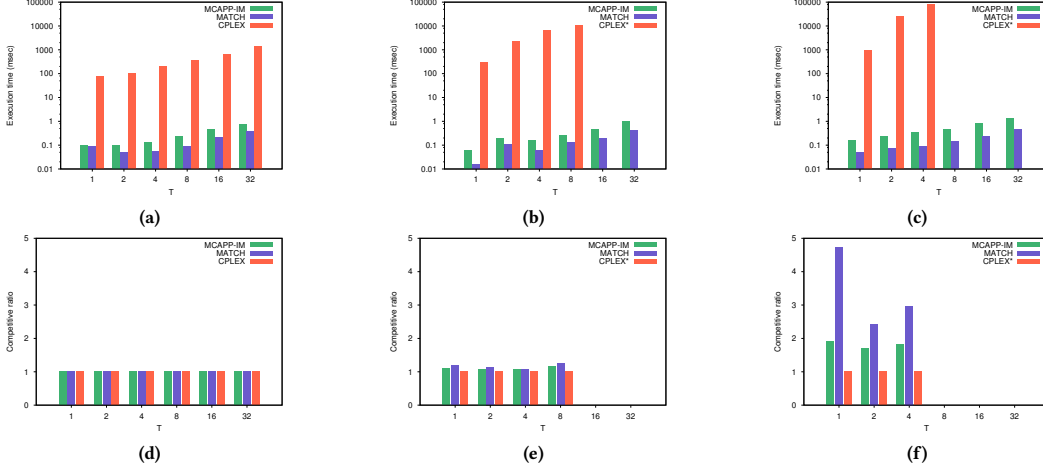 100000
10000
1000
100
10
1
0.1
0.01
Execution time (msec)
MCAPP-IM
MATCH
CPLEX
1 2 4 8 16 32
T
(a)
100000
10000
1000
100
10
1
0.1
0.01
Execution time (msec)
MCAPP-IM
MATCH
CPLEX*
1 2 4 8 16 32
T
(b)
100000
10000
1000
100
10
1
0.1
0.01
Execution time (msec)
MCAPP-IM
MATCH
CPLEX*
1 2 4 8 16 32
T
(c)
5
4
3
2
1
0
Competitive ratio
MCAPP-IM
MATCH
CPLEX
1 2 4 8 16 32
T
(d)
5
4
3
2
1
0
Competitive ratio
MCAPP-IM
MATCH
CPLEX*
1 2 4 8 16 32
T
(e)
5
4
3
2
1
0
Competitive ratio
MCAPP-IM
MATCH
CPLEX*
1 2 4 8 16 32
T
(f)